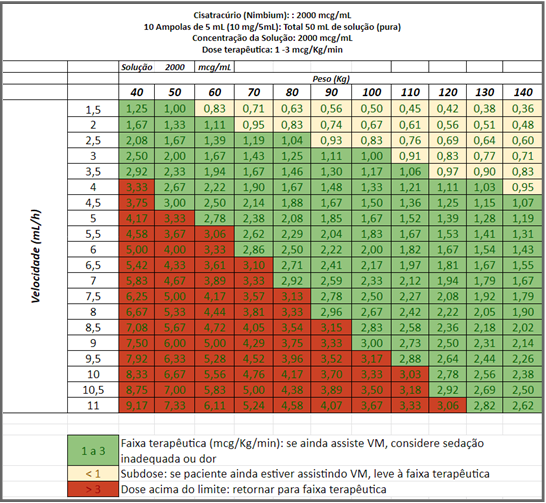 Cisatracúrio (Nimbium): : 2000 mcg/mL
10 Ampolas de 5 mL (10 mg/5mL): Total 50 mL de solução (pura)
Concentração da Solução: 2000 mcg/mL
Dose terapêutica: 1 -3 mcg/Kg/min
Solução 2000 mcg/mL
Peso (Kg)
40 50 60 70 80 90 100 110 120 130 140
Velocidade (mL/h)
1,5 1,25 1,00 0,83 0,71 0,63 0,56 0,50 0,45 0,42 0,38 0,36
2 1,67 1,33 1,11 0,95 0,83 0,74 0,67 0,61 0,56 0,51 0,48
2,5 2,08 1,67 1,39 1,19 1,04 0,93 0,83 0,76 0,69 0,64 0,60
3 2,50 2,00 1,67 1,43 1,25 1,11 1,00 0,91 0,83 0,77 0,71
3,5 2,92 2,33 1,94 1,67 1,46 1,30 1,17 1,06 0,97 0,90 0,83
4 3,33 2,67 2,22 1,90 1,67 1,48 1,33 1,21 1,11 1,03 0,95
4,5 3,75 3,00 2,50 2,14 1,88 1,67 1,50 1,36 1,25 1,15 1,07
5 4,17 3,33 2,78 2,38 2,08 1,85 1,67 1,52 1,39 1,28 1,19
5,5 4,58 3,67 3,06 2,62 2,29 2,04 1,83 1,67 1,53 1,41 1,31
6 5,00 4,00 3,33 2,86 2,50 2,22 2,00 1,82 1,67 1,54 1,43
6,5 5,42 4,33 3,61 3,10 2,71 2,41 2,17 1,97 1,81 1,67 1,55
7 5,83 4,67 3,89 3,33 2,92 2,59 2,33 2,12 1,94 1,79 1,67
7,5 6,25 5,00 4,17 3,57 3,13 2,78 2,50 2,27 2,08 1,92 1,79
8 6,67 5,33 4,44 3,81 3,33 2,96 2,67 2,42 2,22 2,05 1,90
8,5 7,08 5,67 4,72 4,05 3,54 3,15 2,83 2,58 2,36 2,18 2,02
9 7,50 6,00 5,00 4,29 3,75 3,33 3,00 2,73 2,50 2,31 2,14
9,5 7,92 6,33 5,28 4,52 3,96 3,52 3,17 2,88 2,64 2,44 2,26
10 8,33 6,67 5,56 4,76 4,17 3,70 3,33 3,03 2,78 2,56 2,38
10,5 8,75 7,00 5,83 5,00 4,38 3,89 3,50 3,18 2,92 2,69 2,50
11 9,17 7,33 6,11 5,24 4,58 4,07 3,67 3,33 3,06 2,82 2,62
1 a 3 Faixa terapêutica (mcg/Kg/min): se ainda assiste VM, considere sedação
inadequada ou dor
< 1 Subdose: se paciente ainda estiver assistindo VM, leve à faixa terapêutica
> 3 Dose acima do limite: retornar para faixa terapêutica